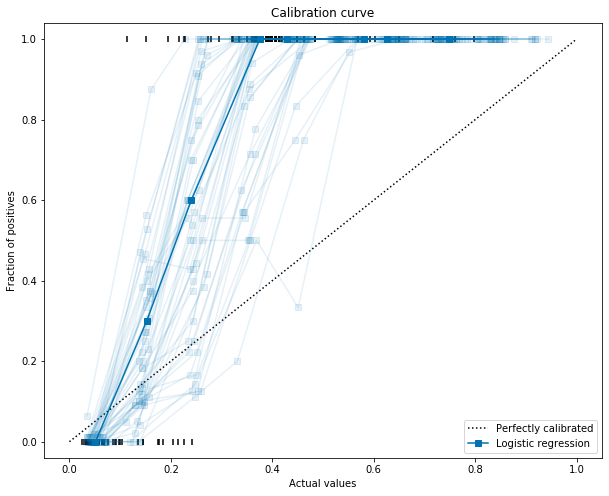 Calibration curve
1.0
0.8
0.6
0.4
0.2
0.0
Fraction of positives
0.0 0.2 0.4 0.6 0.8 1.0
Actual values
Perfectly calibrated
Logistic regression